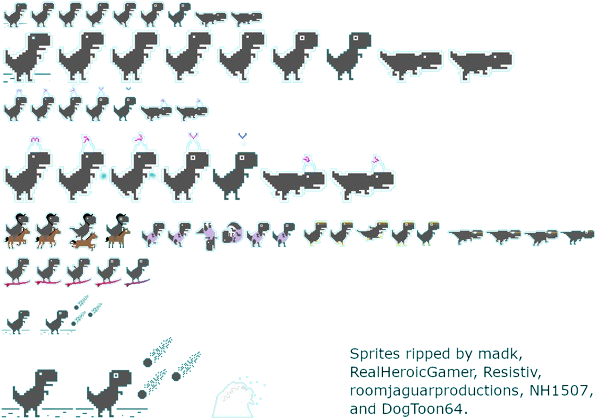 Sprites ripped by madk,
RealHeroicGamer, Resistiv,
roomjaguarproductions, NH1507,
and DogToon64.